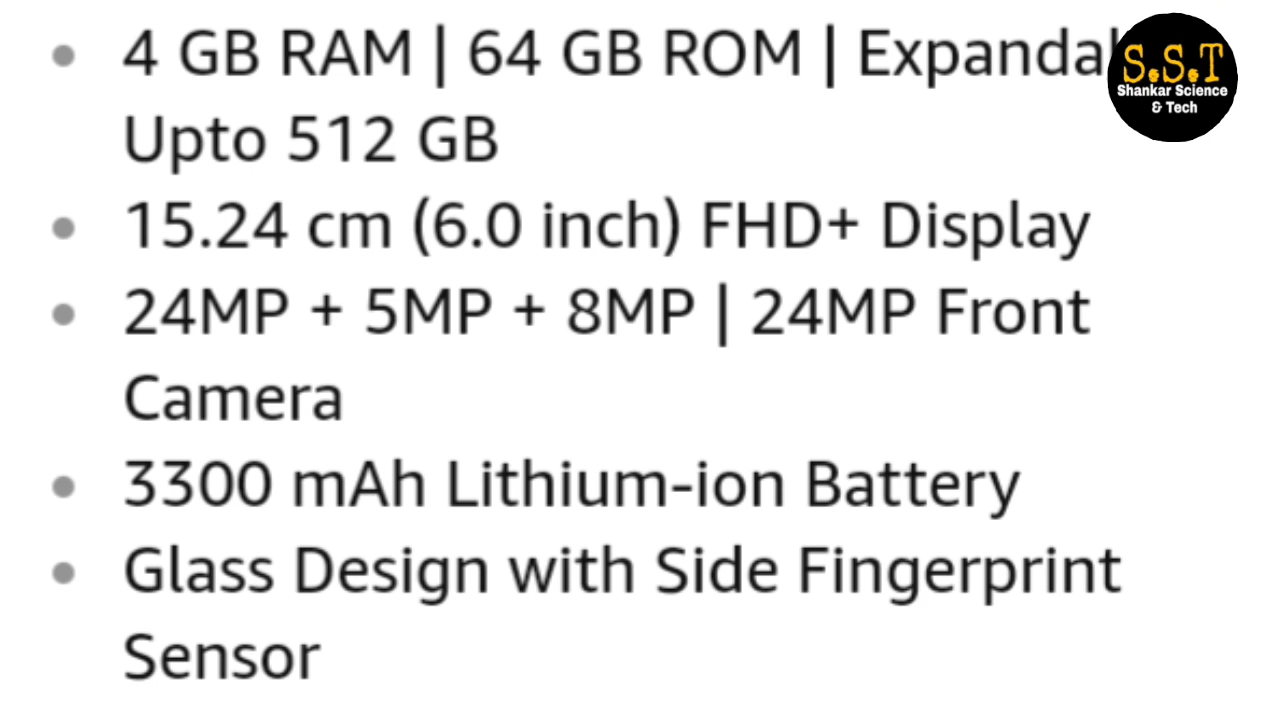 4 GB RAM | 64 GB ROM |
Upto 512 GB
15.24 cm (6.0 inch) FHD+ Display
24MP + 5MP + 8MP | 24MP Front
Camera
3300 mAh Lithium-ion Battery
Glass Design with Side Fingerprint
Sensor
S.S.T
Shankar Science
& Tech